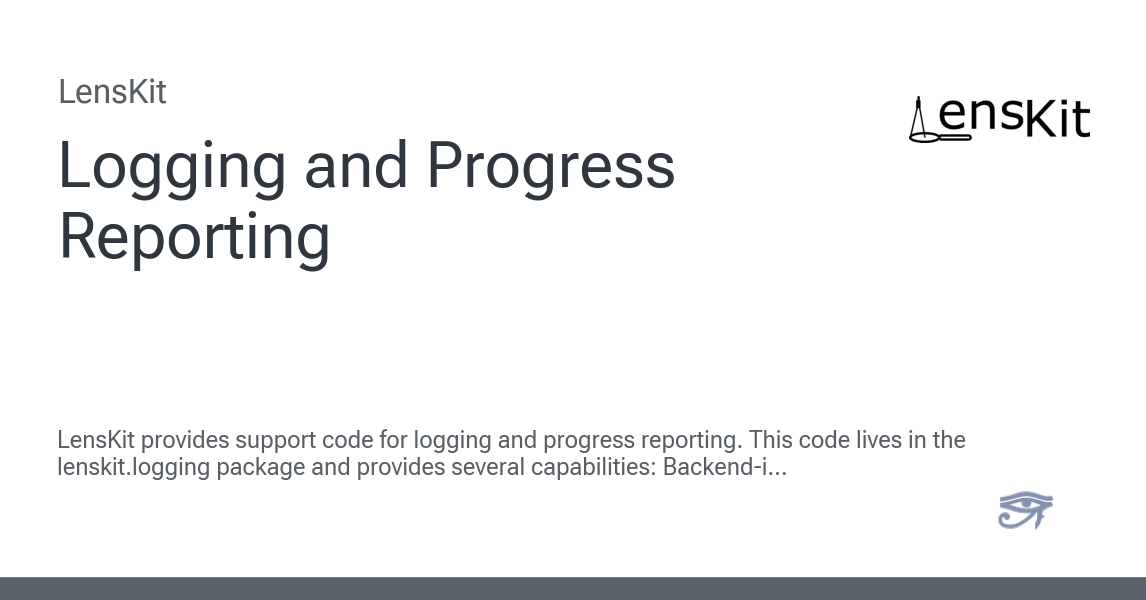 LensKit
LensKit
Logging and Progress
Reporting
LensKit provides support code for logging and progress reporting. This code lives in the
lenskit.logging package and provides several capabilities: Backend-i...